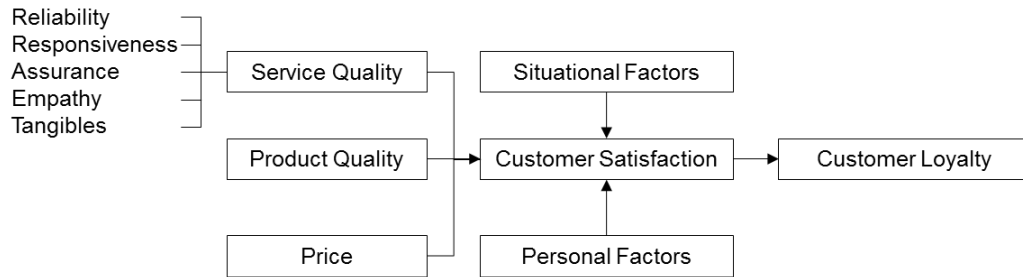 Reliability
Responsiveness
Assurance
Empathy
Tangibles
Service Quality
Situational Factors
Product Quality
Customer Satisfaction
Customer Loyalty
Price
Personal Factors